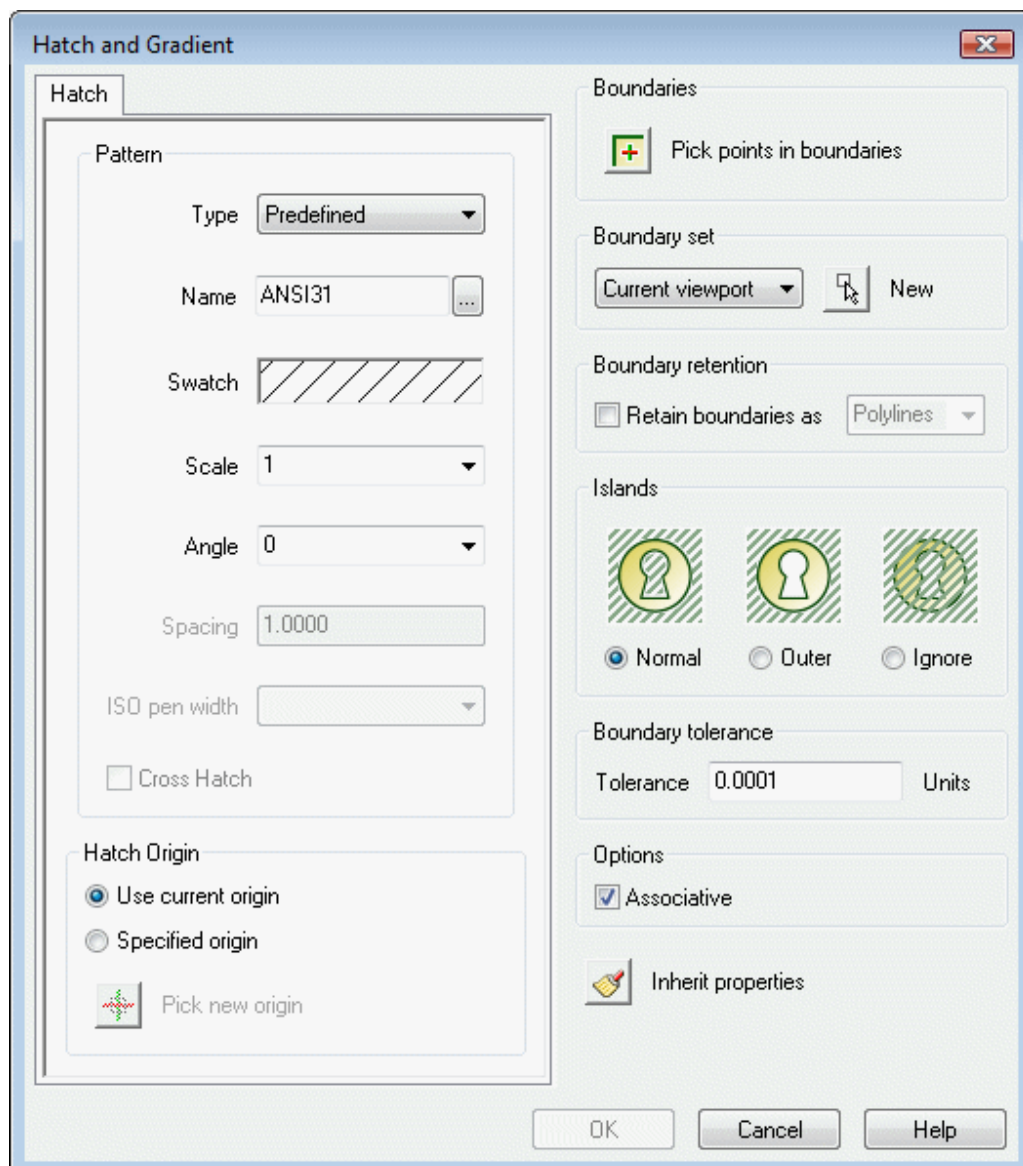 Hatch and Gradient
Hatch
Pattern
Type Predefined
Name ANSI31 ...
Swatch
Scale 1
Angle 0
Spacing 1.0000
ISO pen width
Cross Hatch
Hatch Origin
Use current origin
Specified origin
Pick new origin
Boundaries
Pick points in boundaries
Boundary set
Current viewport New
Boundary retention
Retain boundaries as Polylines
Islands
Normal Outer Ignore
Boundary tolerance
Tolerance 0.0001 Units
Options
Associative
Inherit properties
OK Cancel Help